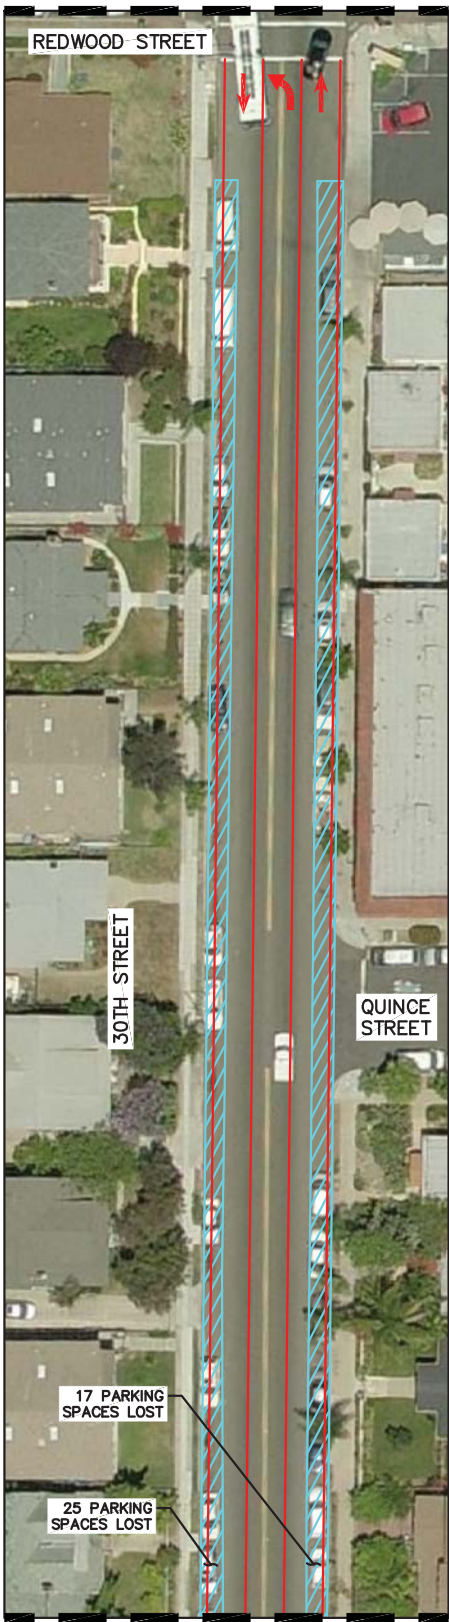 REDWOOD STREET
30TH STREET
QUINCE
STREET
17 PARKING
SPACES LOST
25 PARKING
SPACES LOST